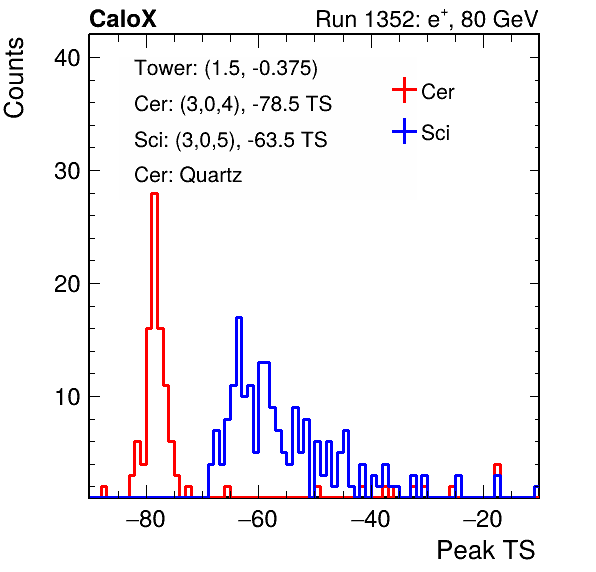 CaloX Run 1352: e⁺, 80 GeV
Counts
Tower: (1.5, -0.375)
Cer: (3,0,4), -78.5 TS
Sci: (3,0,5), -63.5 TS
Cer: Quartz
Cer
Sci
40
30
20
10
−80 −60 −40 −20
Peak TS